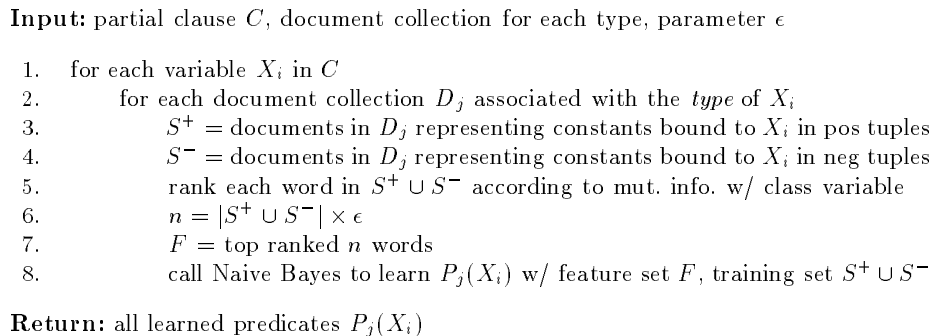 Input: partial clause C, document collection for each type, parameter ϵ
1. for each variable Xᵢ in C
2. for each document collection Dⱼ associated with the type of Xᵢ
3. S⁺ = documents in Dⱼ representing constants bound to Xᵢ in pos tuples
4. S⁻ = documents in Dⱼ representing constants bound to Xᵢ in neg tuples
5. rank each word in S⁺ ∪ S⁻ according to mut. info. w/ class variable
6. n = |S⁺ ∪ S⁻| × ϵ
7. F = top ranked n words
8. call Naive Bayes to learn Pⱼ(Xᵢ) w/ feature set F, training set S⁺ ∪ S⁻
Return: all learned predicates Pⱼ(Xᵢ)